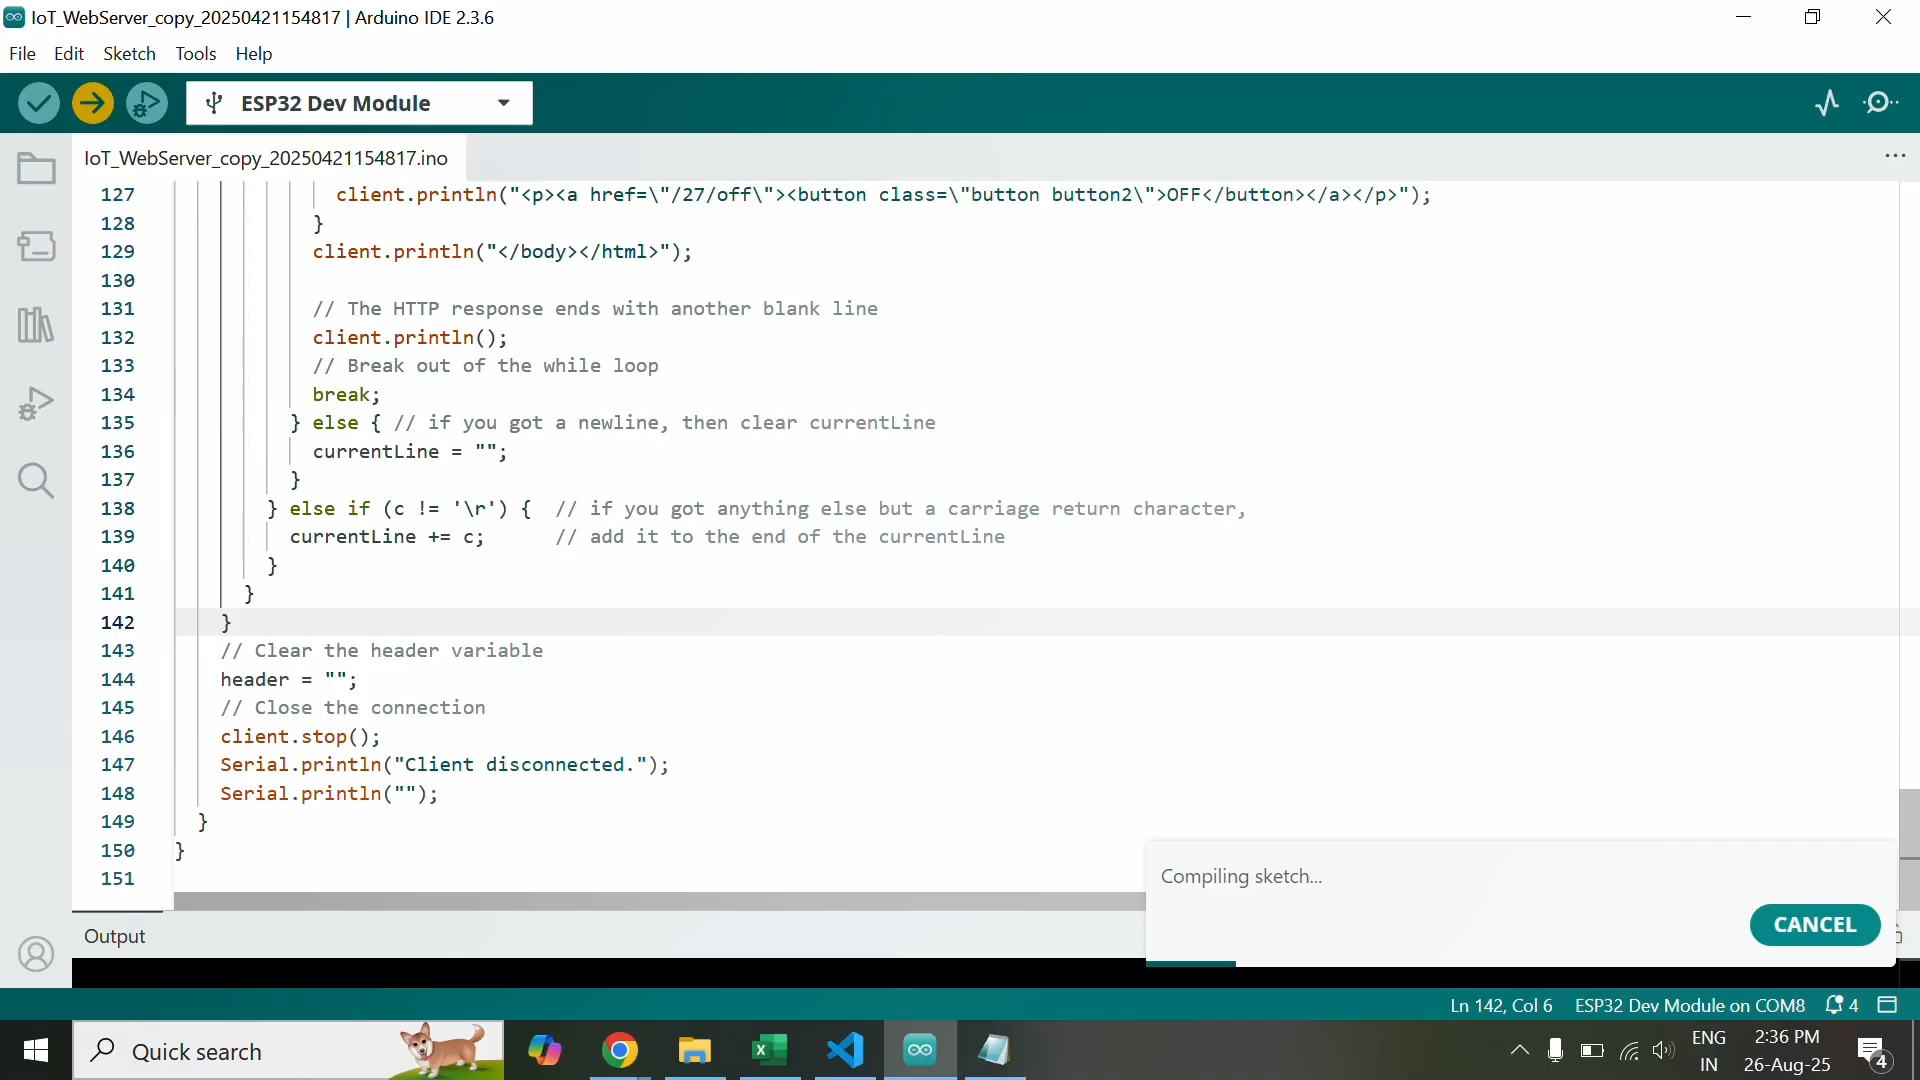 IoT_WebServer_copy_20250421154817 | Arduino IDE 2.3.6
File Edit Sketch Tools Help
ESP32 Dev Module
IoT_WebServer_copy_20250421154817.ino
127 client.println("<p><a href=\"/27/off\"><button class=\"button button2\">OFF</button></a></p>");
128 }
129 client.println("</body></html>");
130
131 // The HTTP response ends with another blank line
132 client.println();
133 // Break out of the while loop
134 break;
135 } else { // if you got a newline, then clear currentLine
136 currentLine = "";
137 }
138 } else if (c != '\r') { // if you got anything else but a carriage return character,
139 currentLine += c; // add it to the end of the currentLine
140 }
141 }
142 }
143 // Clear the header variable
144 header = "";
145 // Close the connection
146 client.stop();
147 Serial.println("Client disconnected.");
148 Serial.println("");
149 }
150 }
151
Compiling sketch...
CANCEL
Output
Ln 142, Col 6 ESP32 Dev Module on COM8 4
Quick search
ENG
IN
2:36 PM
26-Aug-25
4